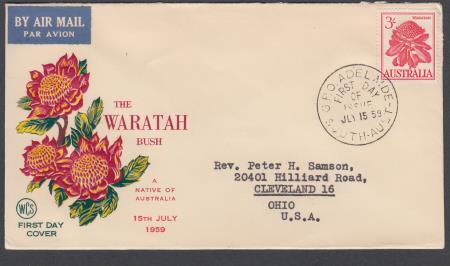 BY AIR MAIL
PAR AVION
THE
WARATAH
BUSH
A
NATIVE OF
AUSTRALIA
15TH JULY
1959
WCS
FIRST DAY
COVER
3/-
WARATAH
AUSTRALIA
G.P.O ADELAIDE
FIRST DAY
OF
ISSUE
JLY 15 59
SOUTH-AUST
Rev. Peter H. Samson,
20401 Hilliard Road,
CLEVELAND 16
OHIO
U.S.A.